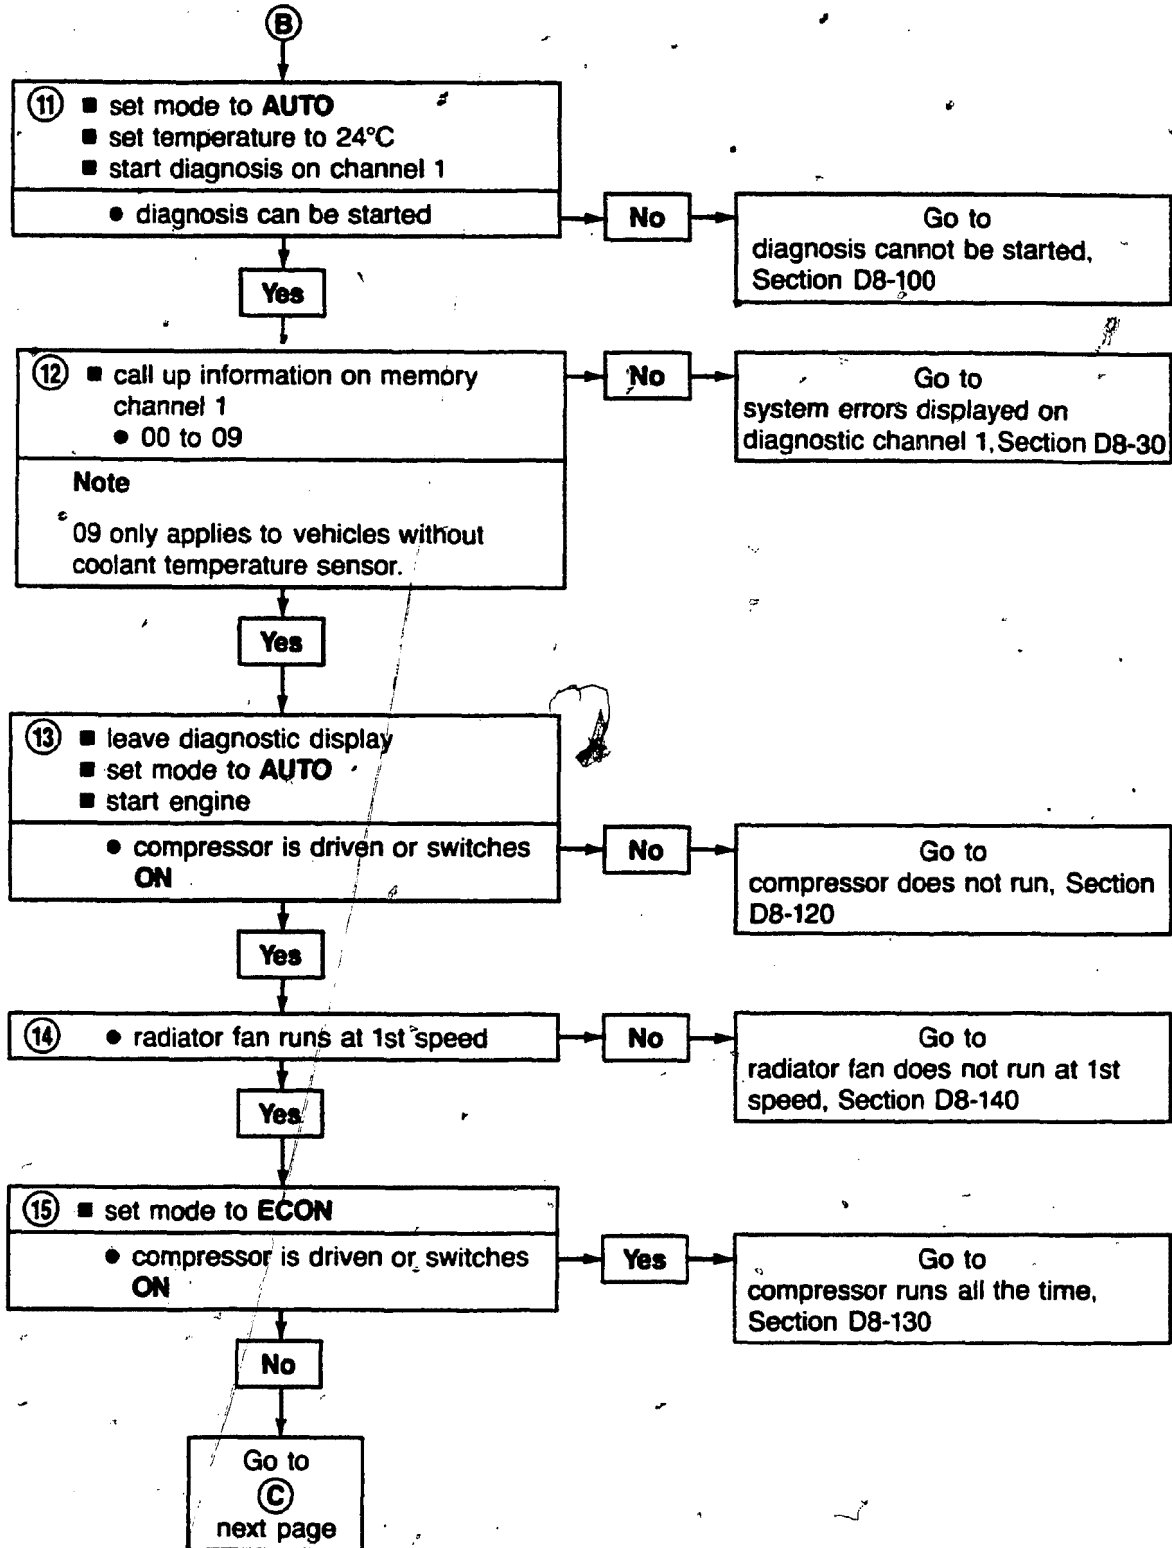 B
11 ■ set mode to AUTO
■ set temperature to 24°C
■ start diagnosis on channel 1
● diagnosis can be started
No
Go to
diagnosis cannot be started,
Section D8-100
Yes
12 ■ call up information on memory
channel 1
● 00 to 09
No
Go to
system errors displayed on
diagnostic channel 1, Section D8-30
Note
09 only applies to vehicles without
coolant temperature sensor.
Yes
13 ■ leave diagnostic display
■ set mode to AUTO
■ start engine
● compressor is driven or switches
ON
No
Go to
compressor does not run, Section
D8-120
Yes
14 ● radiator fan runs at 1st speed
No
Go to
radiator fan does not run at 1st
speed, Section D8-140
Yes
15 ■ set mode to ECON
● compressor is driven or switches
ON
Yes
Go to
compressor runs all the time,
Section D8-130
No
Go to
C
next page